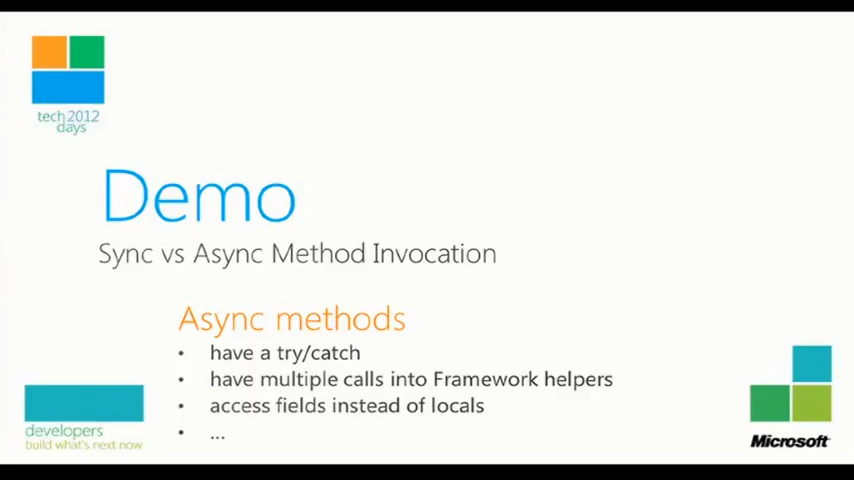 tech 2012
days
Demo
Sync vs Async Method Invocation
Async methods
• have a try/catch
• have multiple calls into Framework helpers
• access fields instead of locals
• ...
developers
build what's next now
Microsoft